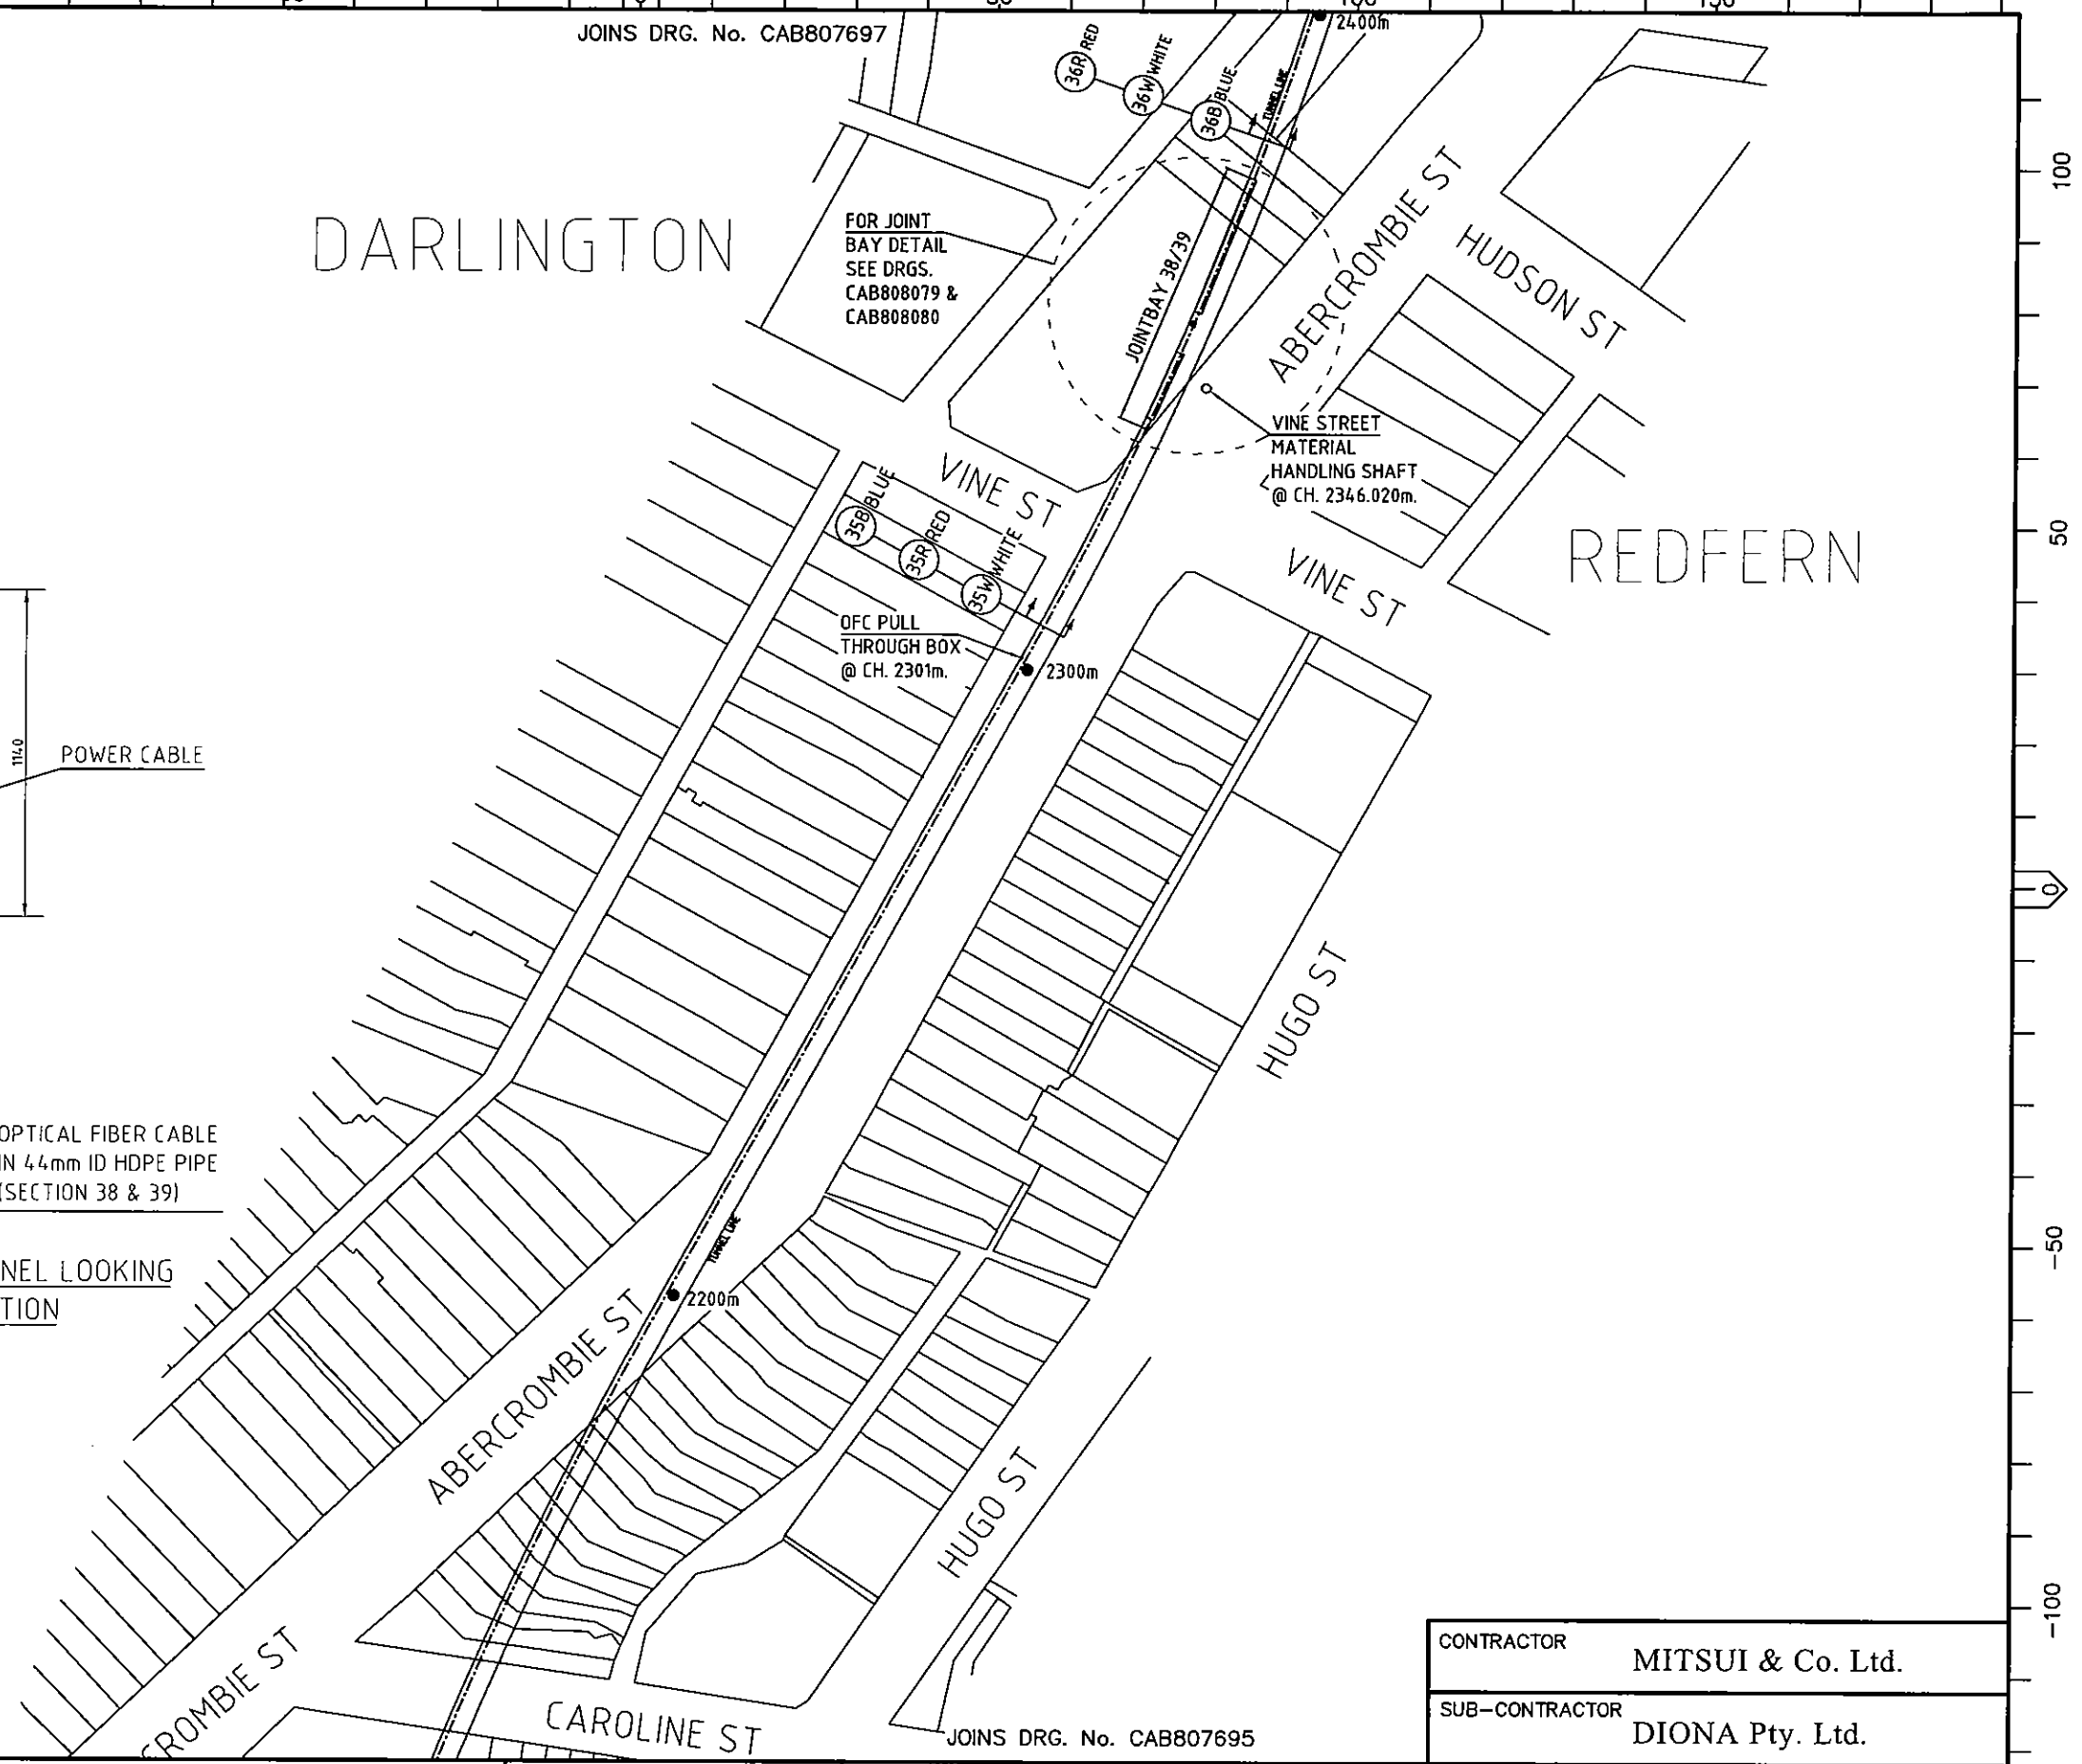 50
100
150
JOINS DRG. No. CAB807697
2400m
36R RED
36W WHITE
36B BLUE
TUNNEL LINE
DARLINGTON
FOR JOINT
BAY DETAIL
SEE DRGS.
CAB808079 &
CAB808080
JOINTBAY 38/39
ABERCROMBIE ST
HUDSON ST
100
VINE STREET
MATERIAL
HANDLING SHAFT
@ CH. 2346.020m.
VINE ST
35B BLUE
35R RED
35W WHITE
50
REDFERN
VINE ST
OFC PULL
THROUGH BOX
@ CH. 2301m.
2300m
1140
POWER CABLE
0
HUGO ST
OPTICAL FIBER CABLE
IN 44mm ID HDPE PIPE
(SECTION 38 & 39)
TUNNEL LINE
-50
NEL LOOKING
TION
2200m
ABERCROMBIE ST
HUGO ST
-100
CROMBIE ST
CAROLINE ST
JOINS DRG. No. CAB807695
CONTRACTOR
MITSUI & Co. Ltd.
SUB-CONTRACTOR
DIONA Pty. Ltd.